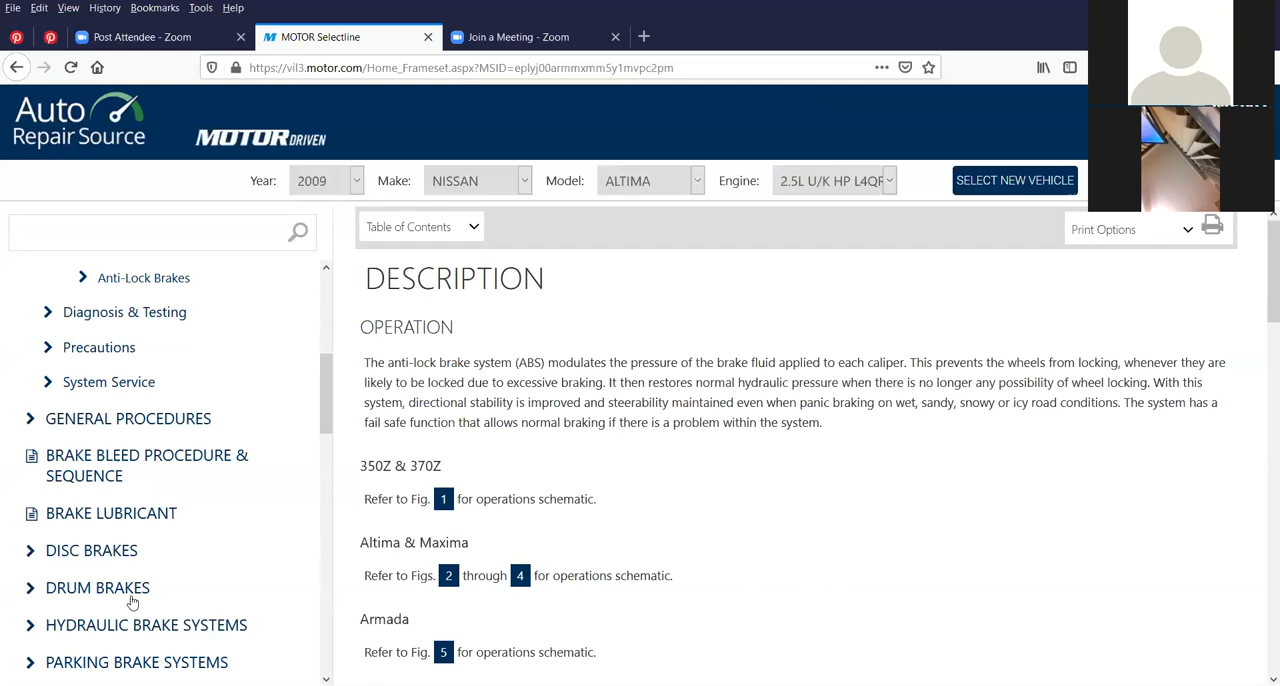 File Edit View History Bookmarks Tools Help
Post Attendee - Zoom
MOTOR Selectline
Join a Meeting - Zoom
https://vil3.motor.com/Home_Frameset.aspx?MSID=eplyj00armmxmm5y1mvpc2pm
Auto
Repair Source
MOTOR DRIVEN
Year: 2009 Make: NISSAN Model: ALTIMA Engine: 2.5L U/K HP L4QF SELECT NEW VEHICLE
Table of Contents
Print Options
Anti-Lock Brakes
Diagnosis & Testing
Precautions
System Service
GENERAL PROCEDURES
BRAKE BLEED PROCEDURE &
SEQUENCE
BRAKE LUBRICANT
DISC BRAKES
DRUM BRAKES
HYDRAULIC BRAKE SYSTEMS
PARKING BRAKE SYSTEMS
DESCRIPTION
OPERATION
The anti-lock brake system (ABS) modulates the pressure of the brake fluid applied to each caliper. This prevents the wheels from locking, whenever they are
likely to be locked due to excessive braking. It then restores normal hydraulic pressure when there is no longer any possibility of wheel locking. With this
system, directional stability is improved and steerability maintained even when panic braking on wet, sandy, snowy or icy road conditions. The system has a
fail safe function that allows normal braking if there is a problem within the system.
350Z & 370Z
Refer to Fig. 1 for operations schematic.
Altima & Maxima
Refer to Figs. 2 through 4 for operations schematic.
Armada
Refer to Fig. 5 for operations schematic.